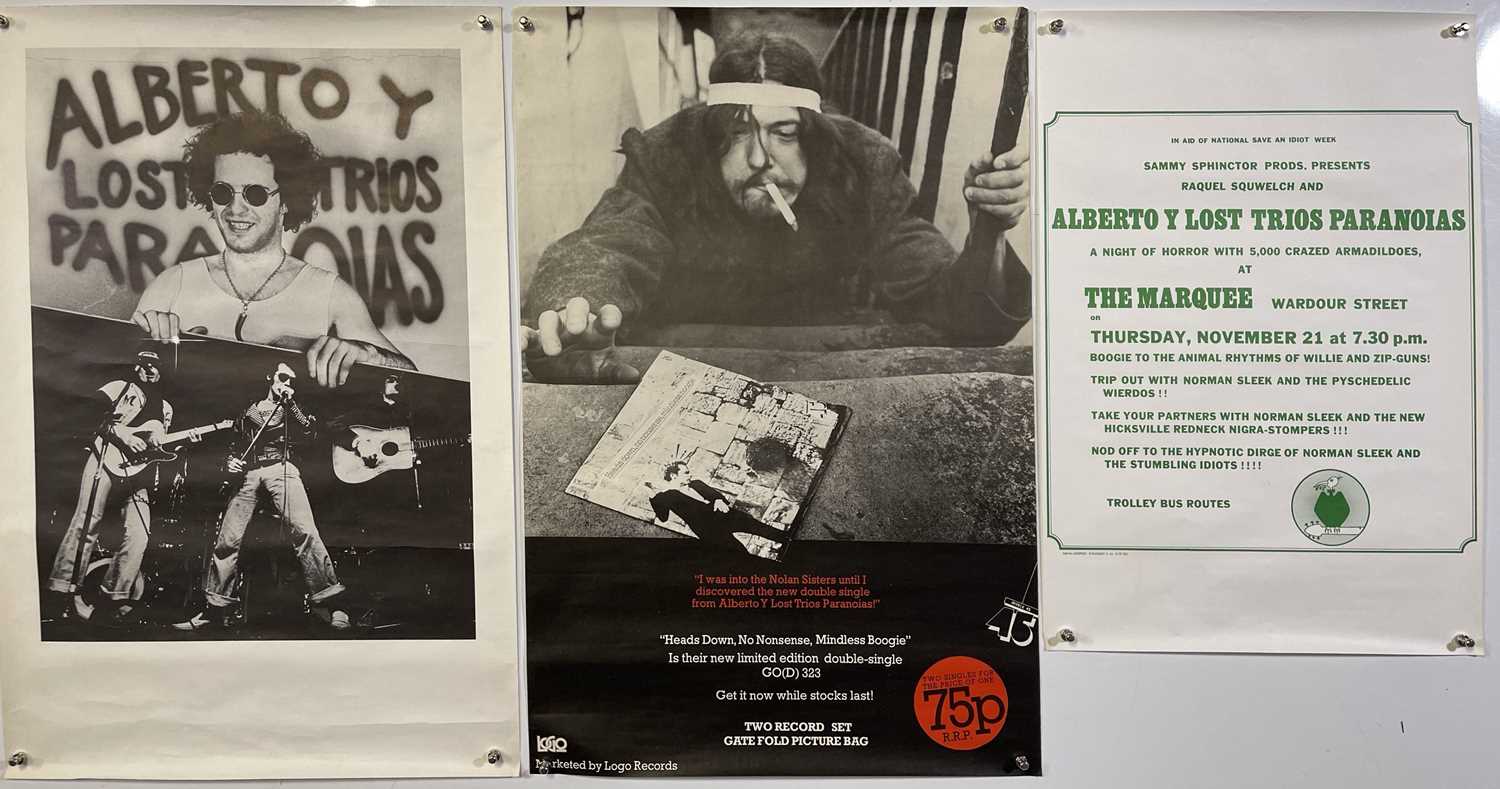 ALBERTO Y
LOST TRIOS
PARANOIAS
"I was into the Nolan Sisters until I
discovered the new double single
from Alberto Y Lost Trios Paranoias!"
"Heads Down, No Nonsense, Mindless Boogie"
Is their new limited edition double-single
GO(D) 323
Get it now while stocks last!
TWO RECORD SET
GATE FOLD PICTURE BAG
TWO SINGLES FOR
THE PRICE OF ONE
75p
R.R.P.
45
LOGO
Marketed by Logo Records
IN AID OF NATIONAL SAVE AN IDIOT WEEK
SAMMY SPHINCTOR PRODS. PRESENTS
RAQUEL SQUWELCH AND
ALBERTO Y LOST TRIOS PARANOIAS
A NIGHT OF HORROR WITH 5,000 CRAZED ARMADILDOES,
AT
THE MARQUEE WARDOUR STREET
on
THURSDAY, NOVEMBER 21 at 7.30 p.m.
BOOGIE TO THE ANIMAL RHYTHMS OF WILLIE AND ZIP-GUNS!
TRIP OUT WITH NORMAN SLEEK AND THE PYSCHEDELIC
WIERDOS !!
TAKE YOUR PARTNERS WITH NORMAN SLEEK AND THE NEW
HICKSVILLE REDNECK NIGRA-STOMPERS !!!
NOD OFF TO THE HYPNOTIC DIRGE OF NORMAN SLEEK AND
THE STUMBLING IDIOTS !!!!
TROLLEY BUS ROUTES